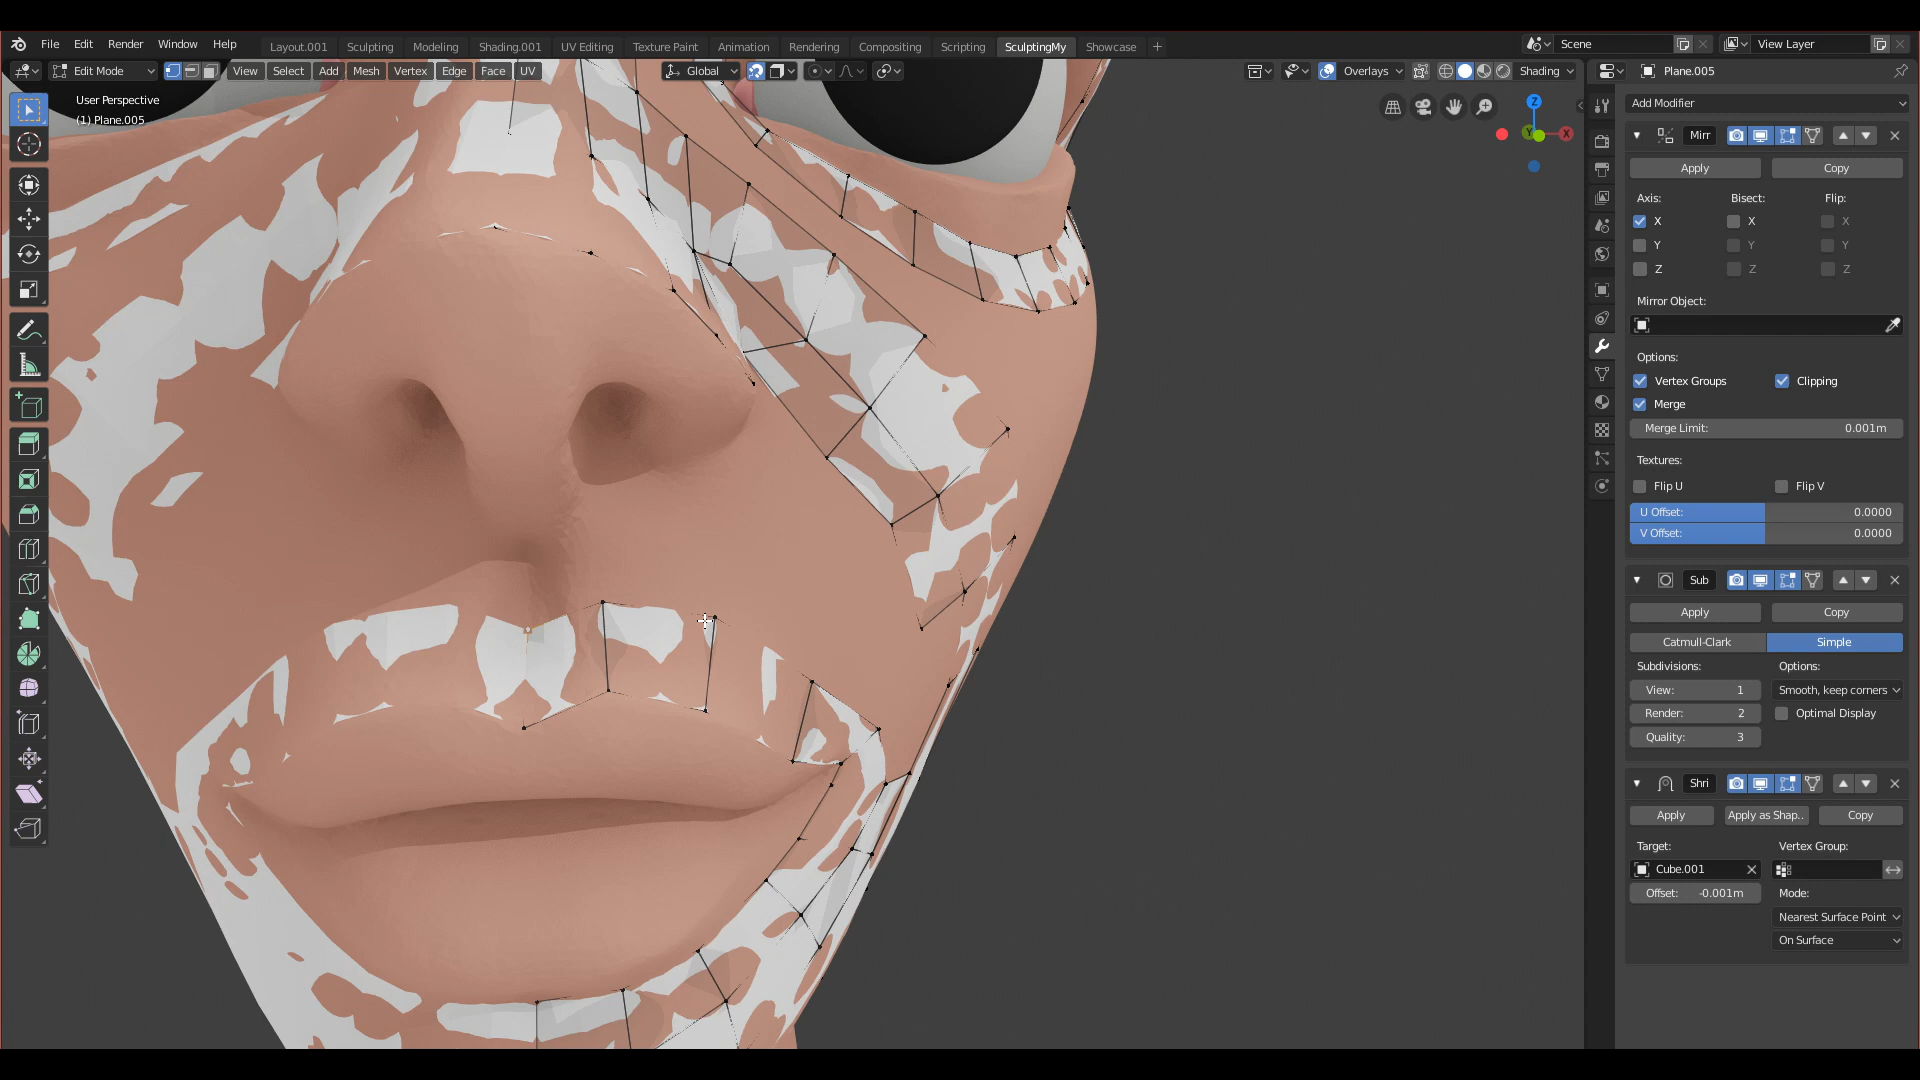 File Edit Render Window Help Layout.001 Sculpting Modeling Shading.001 UV Editing Texture Paint Animation Rendering Compositing Scripting SculptingMy Showcase + Scene View Layer
Edit Mode View Select Add Mesh Vertex Edge Face UV Global Overlays Shading Plane.005
User Perspective
(1) Plane.005
Z
Y
X
Add Modifier
Mirr
Apply Copy
Axis: Bisect: Flip:
X X X
Y Y Y
Z Z Z
Mirror Object:
Options:
Vertex Groups Clipping
Merge
Merge Limit: 0.001m
Textures:
Flip U Flip V
U Offset: 0.0000
V Offset: 0.0000
Sub
Apply Copy
Catmull-Clark Simple
Subdivisions: Options:
View: 1 Smooth, keep corners
Render: 2 Optimal Display
Quality: 3
Shri
Apply Apply as Shap.. Copy
Target: Vertex Group:
Cube.001
Offset: -0.001m Mode:
Nearest Surface Point
On Surface